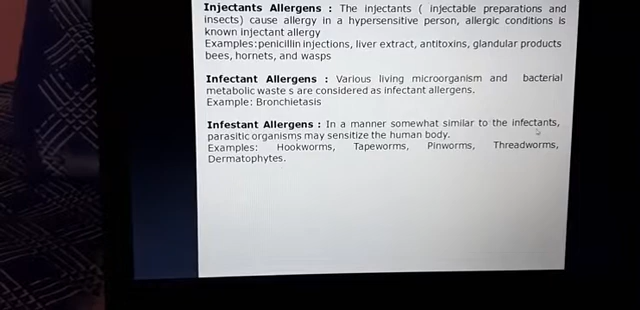 Injectants Allergens : The injectants ( injectable preparations and
insects) cause allergy in a hypersensitive person, allergic conditions is
known injectant allergy
Examples:penicillin injections, liver extract, antitoxins, glandular products
bees, hornets, and wasps
Infectant Allergens : Various living microorganism and bacterial
metabolic waste s are considered as infectant allergens.
Example: Bronchietasis
Infestant Allergens : In a manner somewhat similar to the infectants,
parasitic organisms may sensitize the human body.
Examples: Hookworms, Tapeworms, Pinworms, Threadworms,
Dermatophytes.